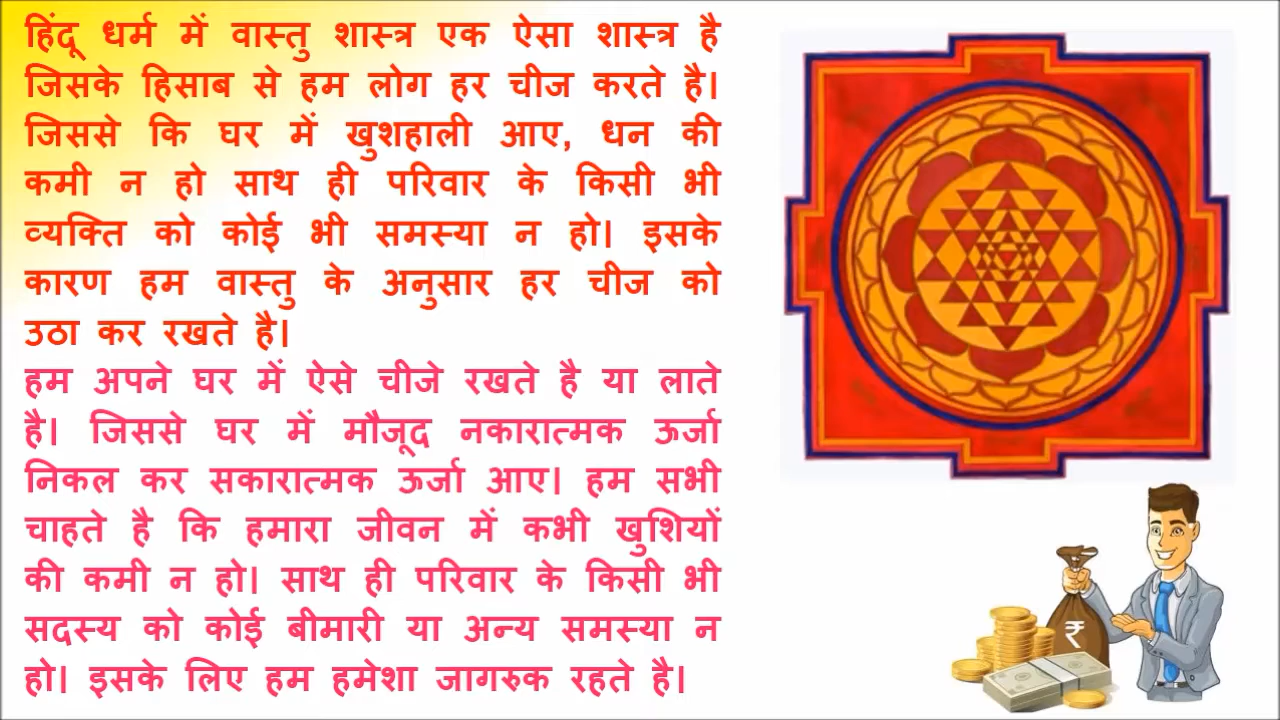 हिंदू धर्म में वास्तु शास्त्र एक ऐसा शास्त्र है
जिसके हिसाब से हम लोग हर चीज करते है।
जिससे कि घर में खुशहाली आए, धन की
कमी न हो साथ ही परिवार के किसी भी
व्यक्ति को कोई भी समस्या न हो। इसके
कारण हम वास्तु के अनुसार हर चीज को
उठा कर रखते है।
हम अपने घर में ऐसे चीजे रखते है या लाते
है। जिससे घर में मौजूद नकारात्मक ऊर्जा
निकल कर सकारात्मक ऊर्जा आए। हम सभी
चाहते है कि हमारा जीवन में कभी खुशियों
की कमी न हो। साथ ही परिवार के किसी भी
सदस्य को कोई बीमारी या अन्य समस्या न
हो। इसके लिए हम हमेशा जागरुक रहते है।
₹